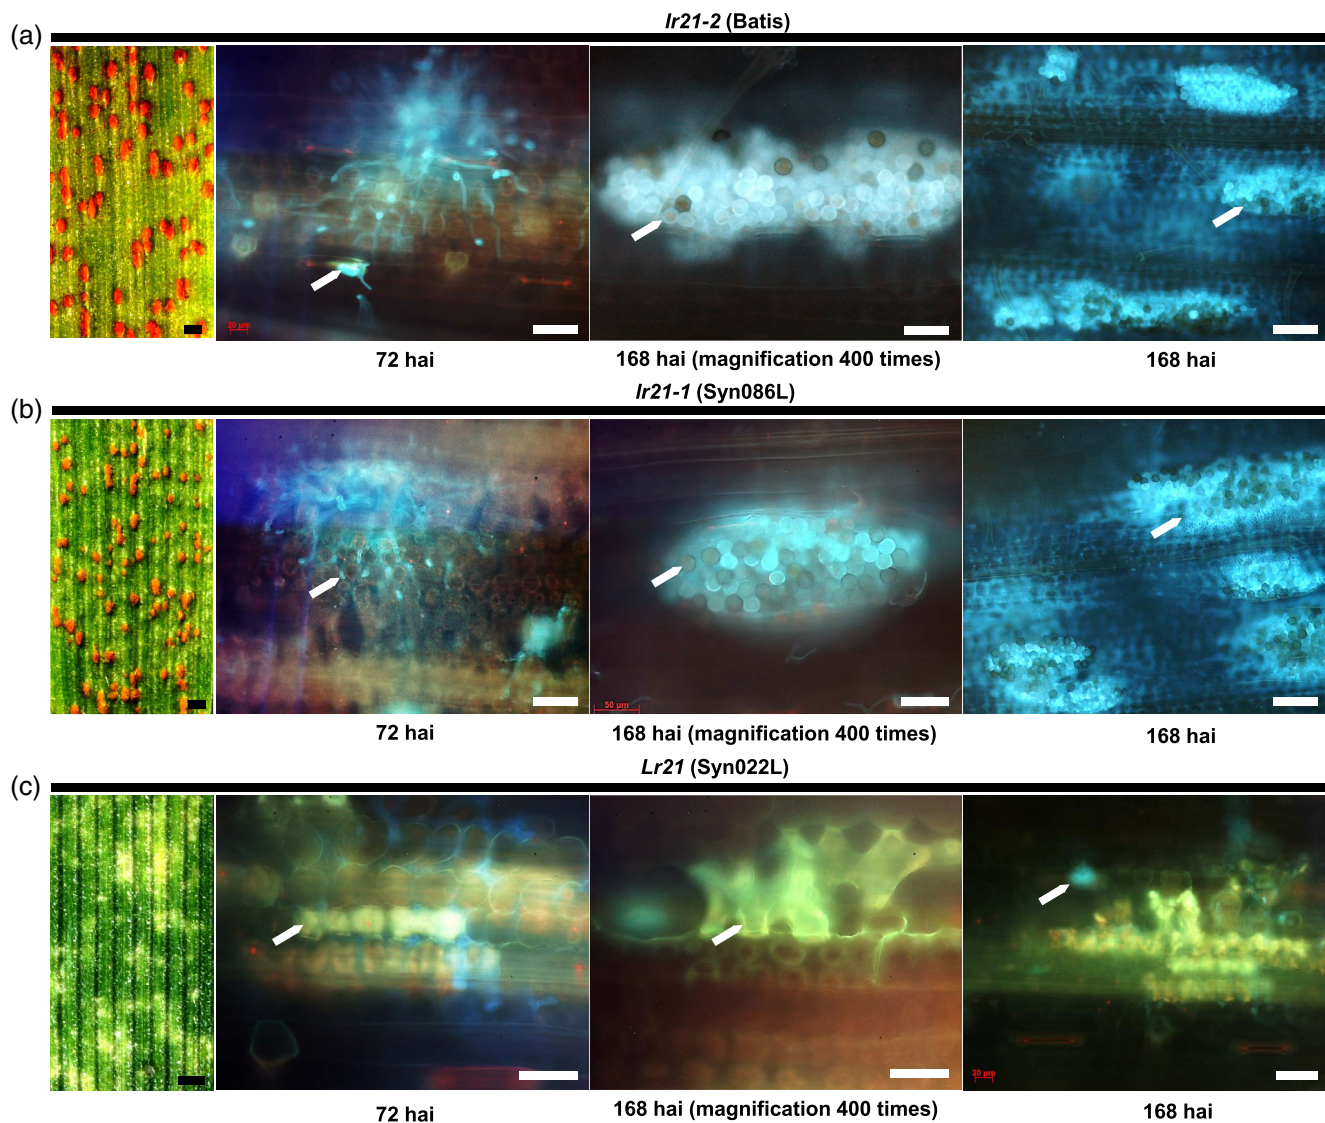 (a)
lr21-2 (Batis)
20 µm
72 hai
168 hai (magnification 400 times)
168 hai
(b)
lr21-1 (Syn086L)
50 µm
72 hai
168 hai (magnification 400 times)
168 hai
(c)
Lr21 (Syn022L)
20 µm
72 hai
168 hai (magnification 400 times)
168 hai